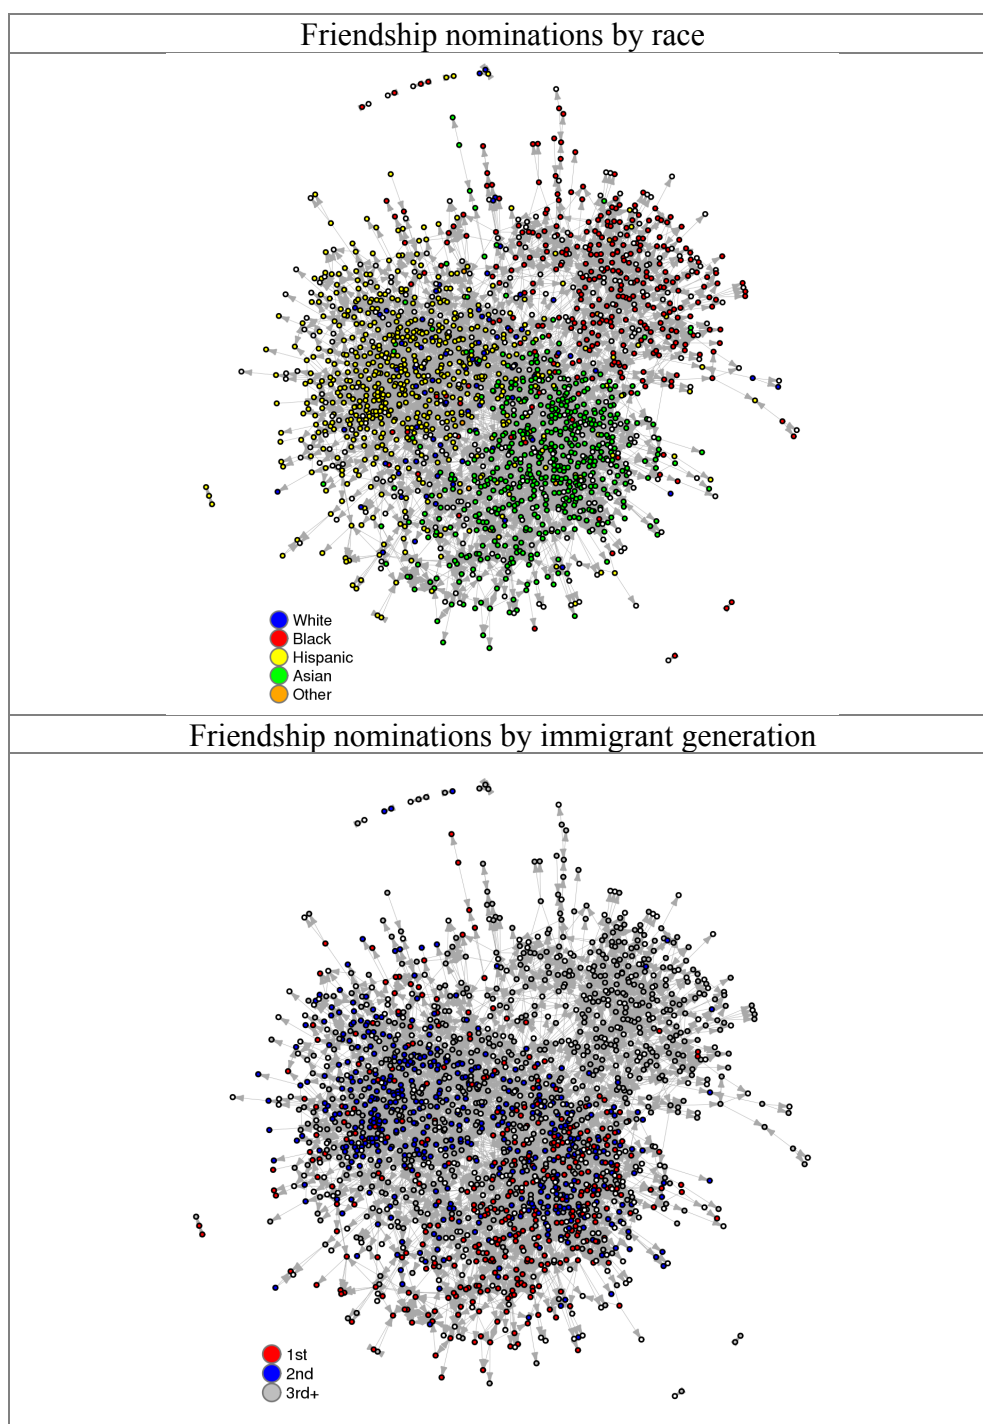 Friendship nominations by race
White
Black
Hispanic
Asian
Other
Friendship nominations by immigrant generation
1st
2nd
3rd+